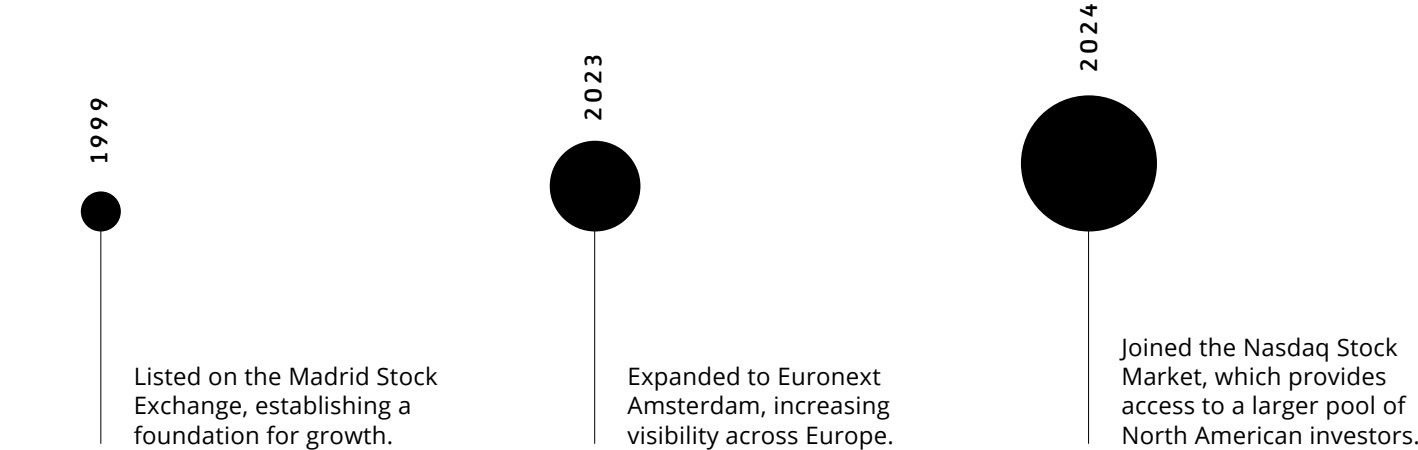 1999
Listed on the Madrid Stock
Exchange, establishing a
foundation for growth.
2023
Expanded to Euronext
Amsterdam, increasing
visibility across Europe.
2024
Joined the Nasdaq Stock
Market, which provides
access to a larger pool of
North American investors.